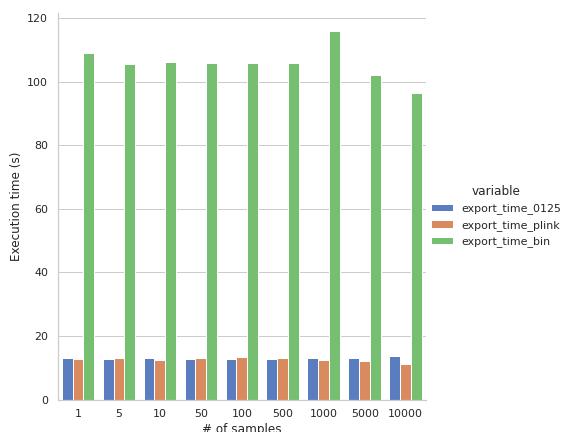 120
100
80
60
40
20
0
Execution time (s)
1 5 10 50 100 500 1000 5000 10000
# of samples
variable
export_time_0125
export_time_plink
export_time_bin